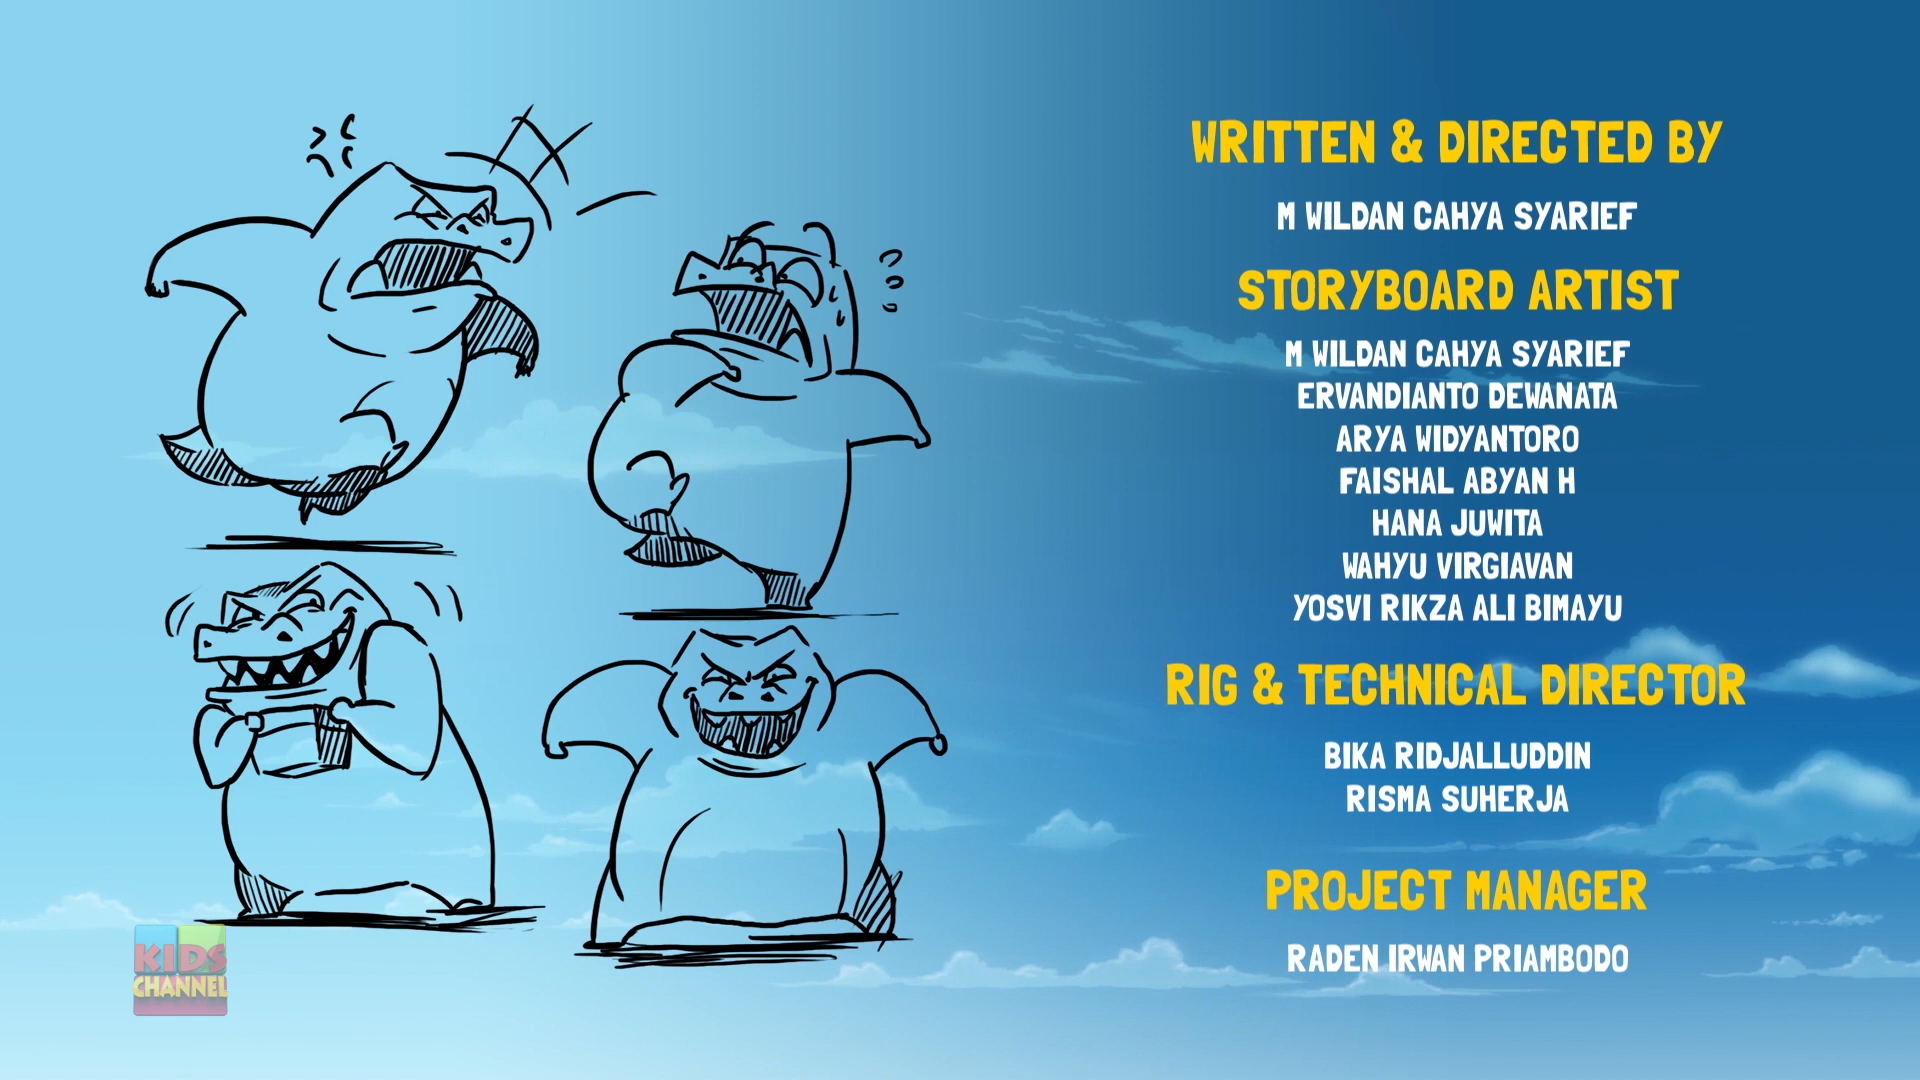 WRITTEN & DIRECTED BY
M WILDAN CAHYA SYARIEF
STORYBOARD ARTIST
M WILDAN CAHYA SYARIEF
ERVANDIANTO DEWANATA
ARYA WIDYANTORO
FAISHAL ABYAN H
HANA JUWITA
WAHYU VIRGIAVAN
YOSVI RIKZA ALI BIMAYU
RIG & TECHNICAL DIRECTOR
BIKA RIDJALLUDDIN
RISMA SUHERJA
PROJECT MANAGER
RADEN IRWAN PRIAMBODO
KIDS
CHANNEL